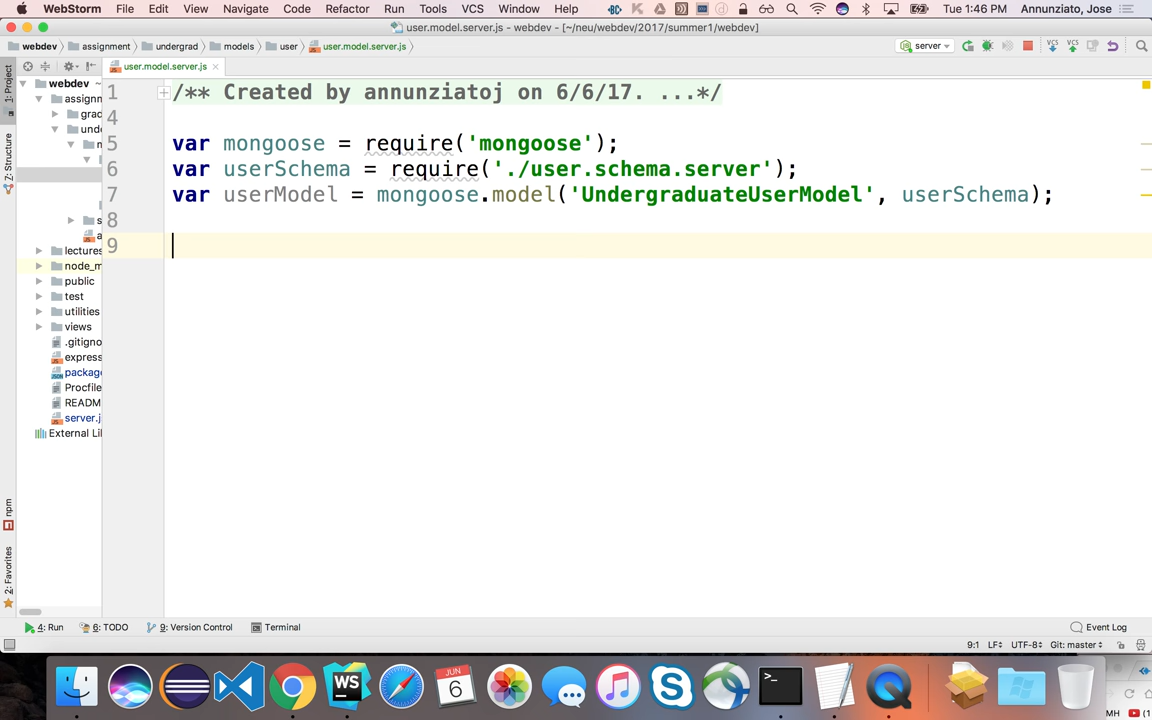 WebStorm File Edit View Navigate Code Refactor Run Tools VCS Window Help Tue 1:46 PM Annunziato, Jose
user.model.server.js - webdev - [~/neu/webdev/2017/summer1/webdev]
webdev assignment undergrad models user user.model.server.js server
user.model.server.js
1: Project
Z: Structure
npm
2: Favorites
webdev ~
assignm
grad
unde
m
s
a
lectures
node_m
public
test
utilities
views
.gitigno
express
package
Procfile
READM
server.j
External Li
1 /** Created by annunziatoj on 6/6/17. ...*/
4
5 var mongoose = require('mongoose');
6 var userSchema = require('./user.schema.server');
7 var userModel = mongoose.model('UndergraduateUserModel', userSchema);
8
9
4: Run 6: TODO 9: Version Control Terminal Event Log
9:1 LF÷ UTF-8÷ Git: master÷
WS JUN 6
MH (1